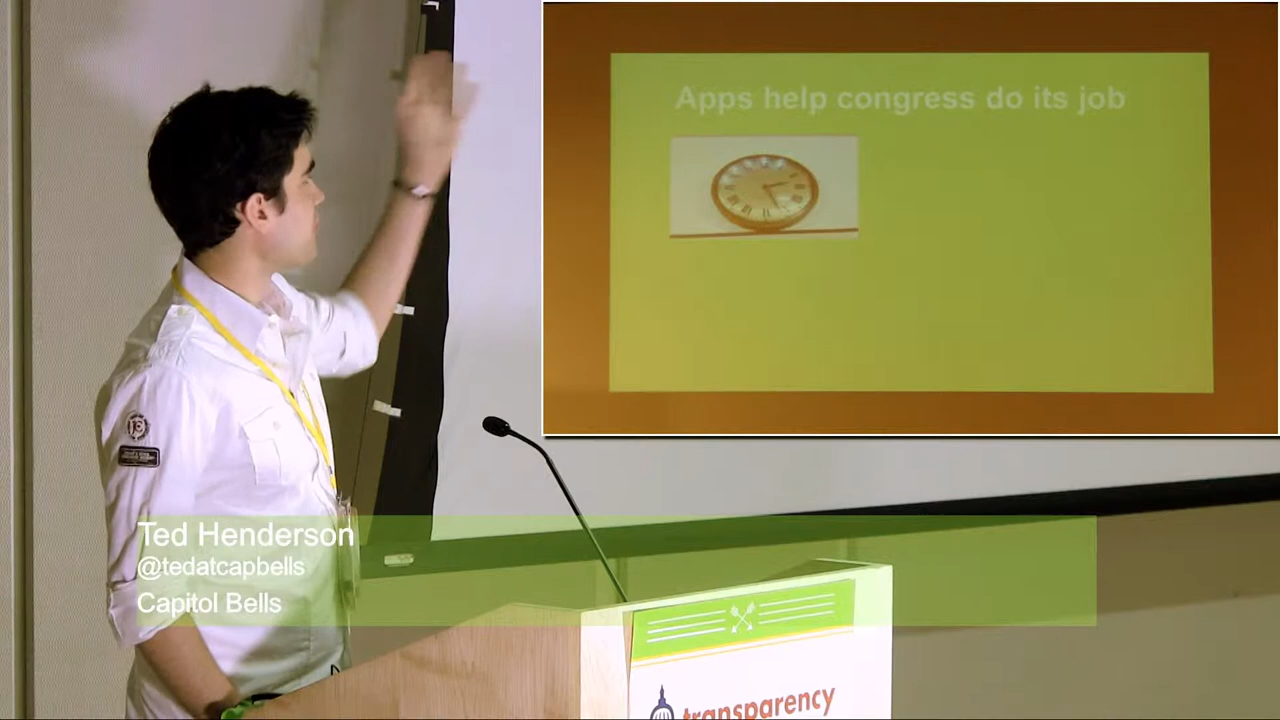 Apps help congress do its job
Ted Henderson
@tedatcapbells
Capitol Bells
transparency